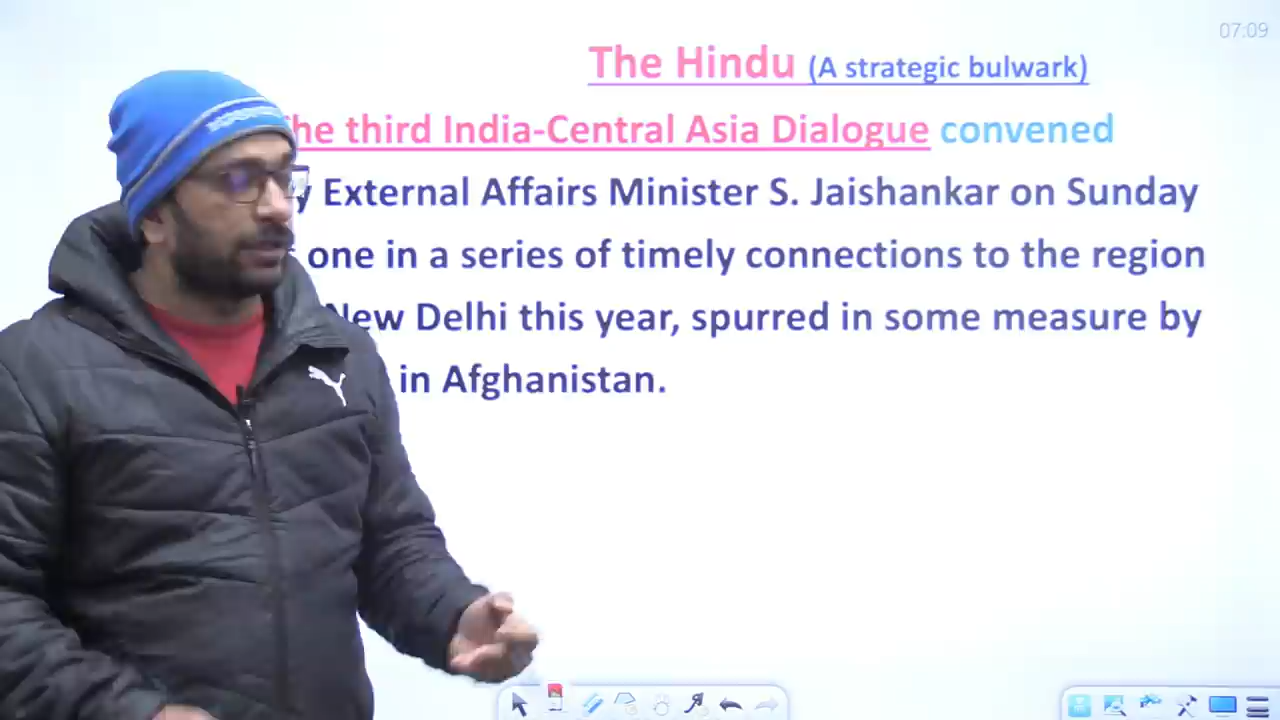 07:09
The Hindu (A strategic bulwark)
he third India-Central Asia Dialogue convened
y External Affairs Minister S. Jaishankar on Sunday
one in a series of timely connections to the region
New Delhi this year, spurred in some measure by
in Afghanistan.